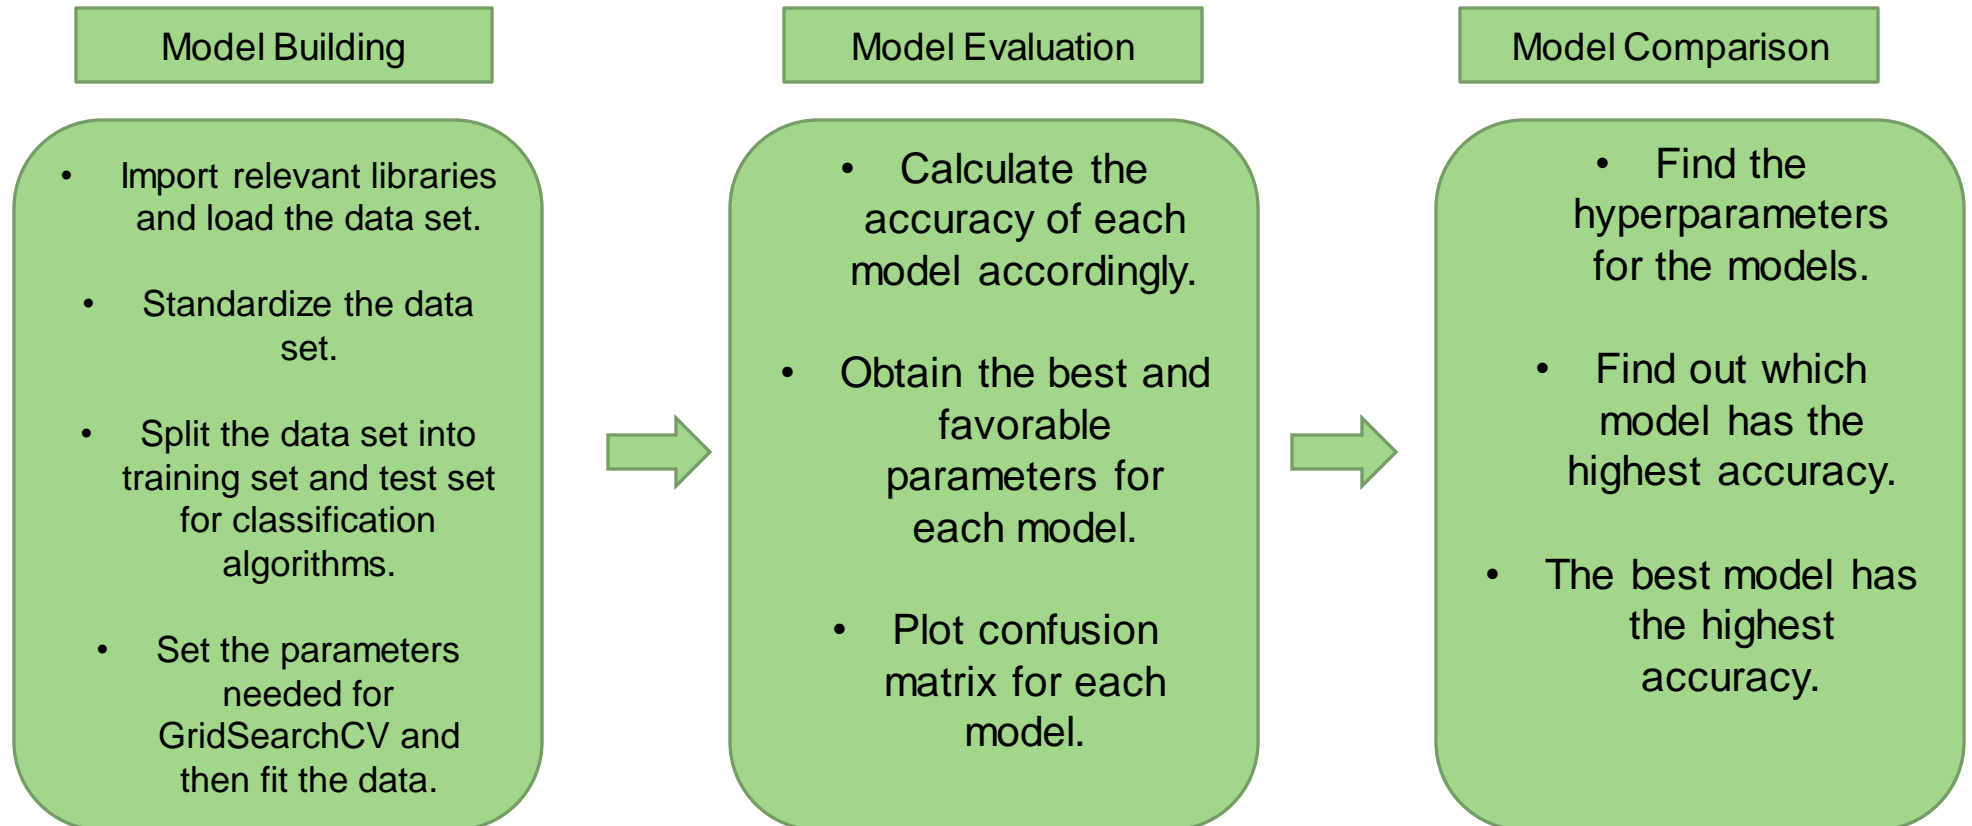 Model Building
• Import relevant libraries
and load the data set.
• Standardize the data
set.
• Split the data set into
training set and test set
for classification
algorithms.
• Set the parameters
needed for
GridSearchCV and
then fit the data.
Model Evaluation
• Calculate the
accuracy of each
model accordingly.
• Obtain the best and
favorable
parameters for
each model.
• Plot confusion
matrix for each
model.
Model Comparison
• Find the
hyperparameters
for the models.
• Find out which
model has the
highest accuracy.
• The best model has
the highest
accuracy.